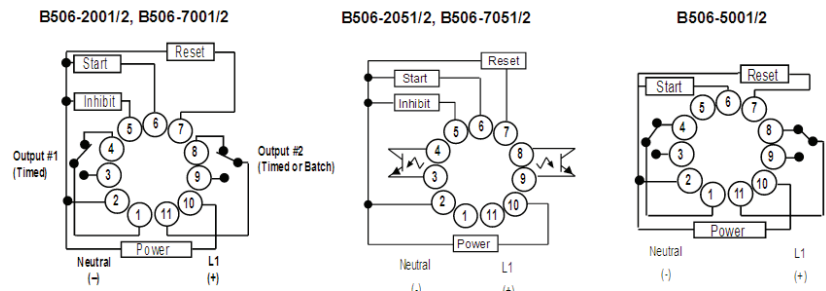 B506-2001/2, B506-7001/2
Reset
Start
Inhibit
5 6 7
4 8
3 9
2 10
1 11
Output #1
(Timed)
Output #2
(Timed or Batch)
Power
Neutral
(–)
L1
(+)
B506-2051/2, B506-7051/2
Reset
Start
Inhibit
5 6 7
4 8
3 9
2 10
1 11
Power
Neutral
(-)
L1
(+)
B506-5001/2
Reset
Start
5 6 7
4 8
3 9
2 10
1 11
Power
Neutral
(-)
L1
(+)